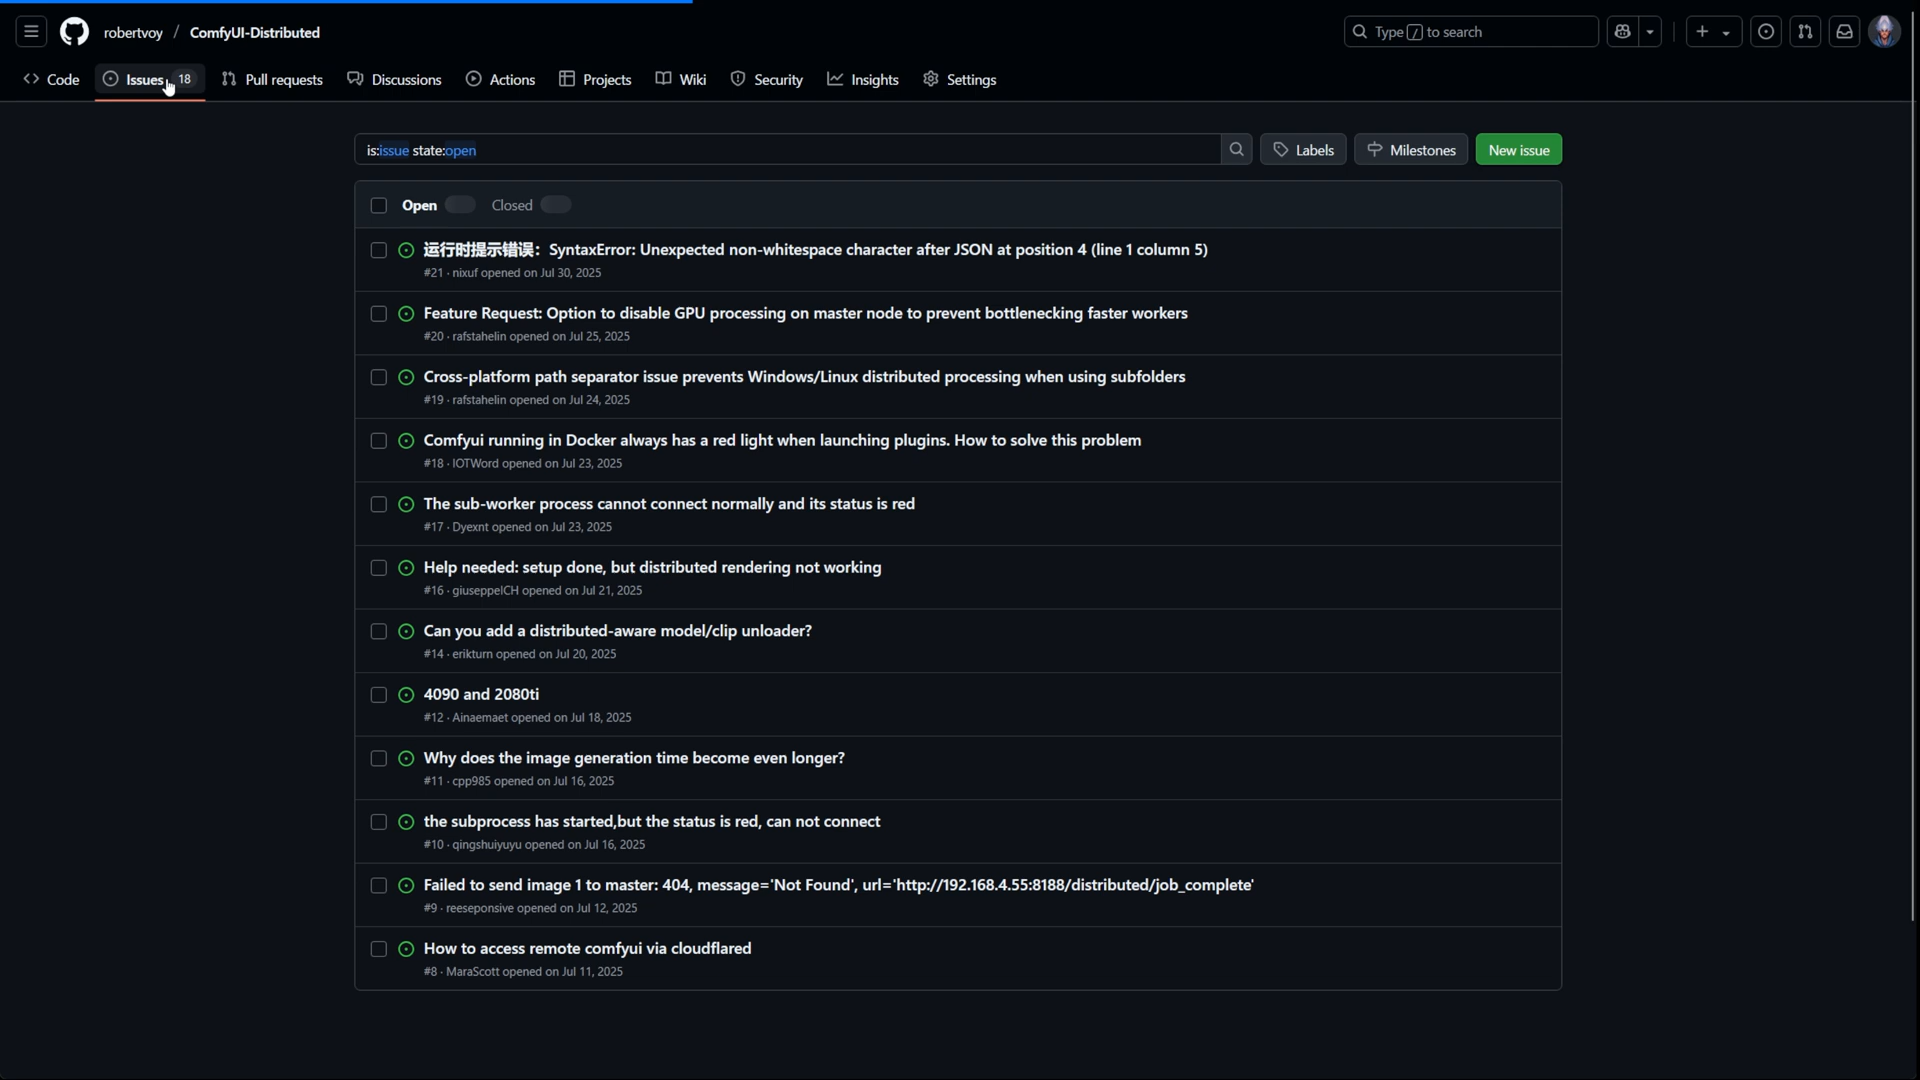 robertvoy / ComfyUI-Distributed
Type / to search
Code
Issues 18
Pull requests
Discussions
Actions
Projects
Wiki
Security
Insights
Settings
is:issue state:open
Labels
Milestones
New issue
Open
Closed
运行时提示错误：SyntaxError: Unexpected non-whitespace character after JSON at position 4 (line 1 column 5)
#21 · nixuf opened on Jul 30, 2025
Feature Request: Option to disable GPU processing on master node to prevent bottlenecking faster workers
#20 · rafstahelin opened on Jul 25, 2025
Cross-platform path separator issue prevents Windows/Linux distributed processing when using subfolders
#19 · rafstahelin opened on Jul 24, 2025
Comfyui running in Docker always has a red light when launching plugins. How to solve this problem
#18 · IOTWord opened on Jul 23, 2025
The sub-worker process cannot connect normally and its status is red
#17 · Dyexnt opened on Jul 23, 2025
Help needed: setup done, but distributed rendering not working
#16 · giuseppeICH opened on Jul 21, 2025
Can you add a distributed-aware model/clip unloader?
#14 · erikturn opened on Jul 20, 2025
4090 and 2080ti
#12 · Ainaemaet opened on Jul 18, 2025
Why does the image generation time become even longer?
#11 · cpp985 opened on Jul 16, 2025
the subprocess has started,but the status is red, can not connect
#10 · qingshuiyuyu opened on Jul 16, 2025
Failed to send image 1 to master: 404, message='Not Found', url='http://192.168.4.55:8188/distributed/job_complete'
#9 · reeseponsive opened on Jul 12, 2025
How to access remote comfyui via cloudflared
#8 · MaraScott opened on Jul 11, 2025